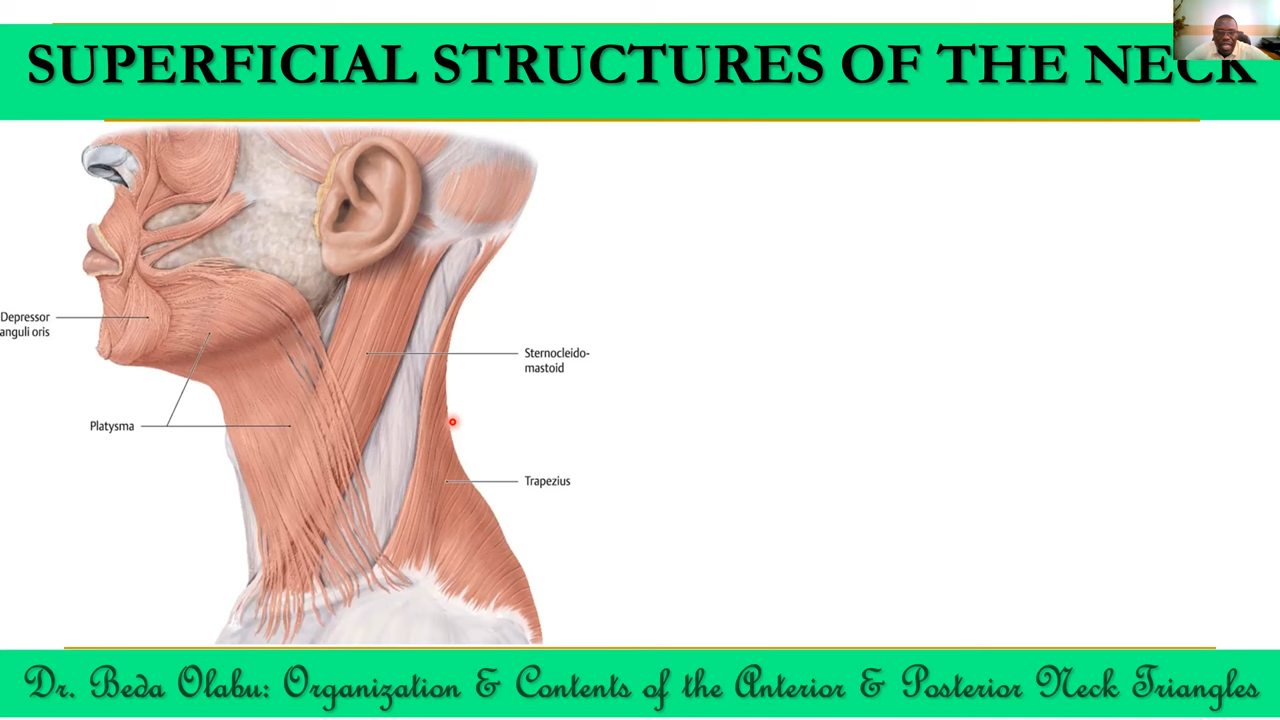 SUPERFICIAL STRUCTURES OF THE NECK
Depressor
anguli oris
Sternocleido-
mastoid
Platysma
Trapezius
Dr. Beda Olabu: Organization & Contents of the Anterior & Posterior Neck Triangles